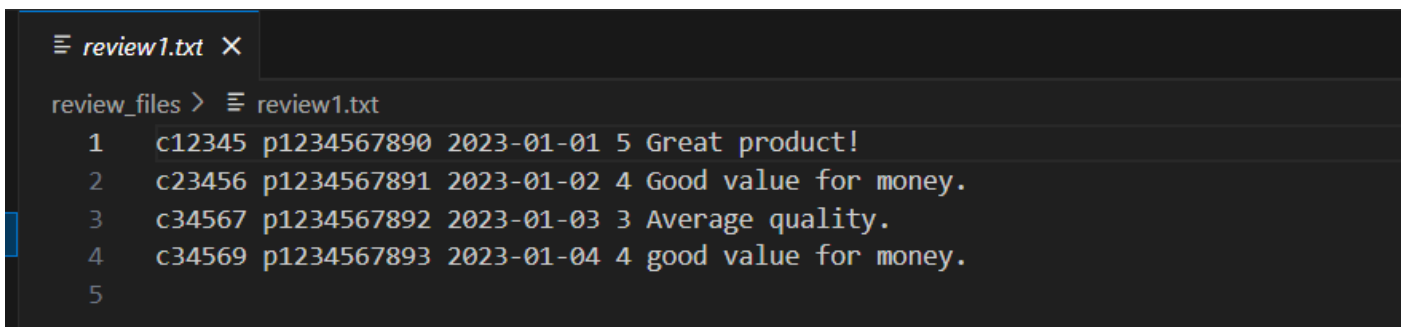 review1.txt
review_files > review1.txt
1 c12345 p1234567890 2023-01-01 5 Great product!
2 c23456 p1234567891 2023-01-02 4 Good value for money.
3 c34567 p1234567892 2023-01-03 3 Average quality.
4 c34569 p1234567893 2023-01-04 4 good value for money.
5